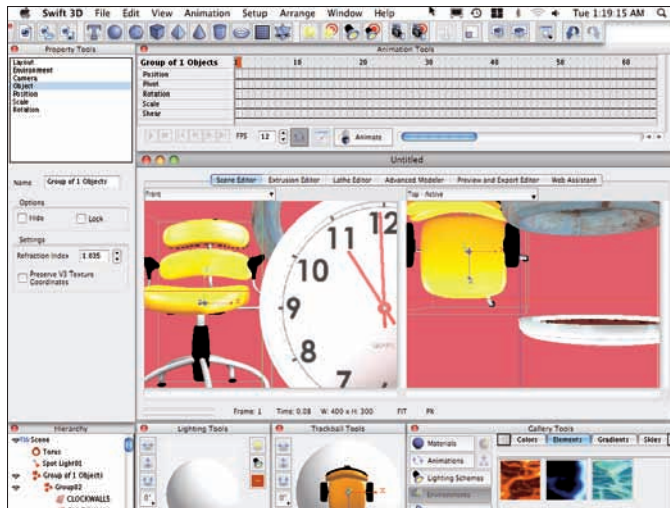 Swift 3D File Edit View Animation Setup Arrange Window Help Tue 1:19:15 AM
Property Tools
Layout
Environment
Camera
Object
Position
Scale
Rotation
Name Group of 1 Objects
Options
Hide Lock
Settings
Refraction Index 1.035
Preserve V3 Texture
Coordinates
Animation Tools
Group of 1 Objects 10 20 30 40 50 60
Position
Pivot
Rotation
Scale
Shear
FPS 12 Animate
Untitled
Scene Editor Extrusion Editor Lathe Editor Advanced Modeler Preview and Export Editor Web Assistant
Front
Top - Active
12
11
10
9
8
7
Frame: 1 Time: 0.08 W: 400 x H: 300 FIT
Hierarchy
Scene
Torus
Spot Light01
Group of 1 Objects
Group02
CLOCKWALLS
Lighting Tools
0°
Trackball Tools
0°
Gallery Tools
Materials
Animations
Lighting Schemes
Environments
Colors Elements Gradients Skies